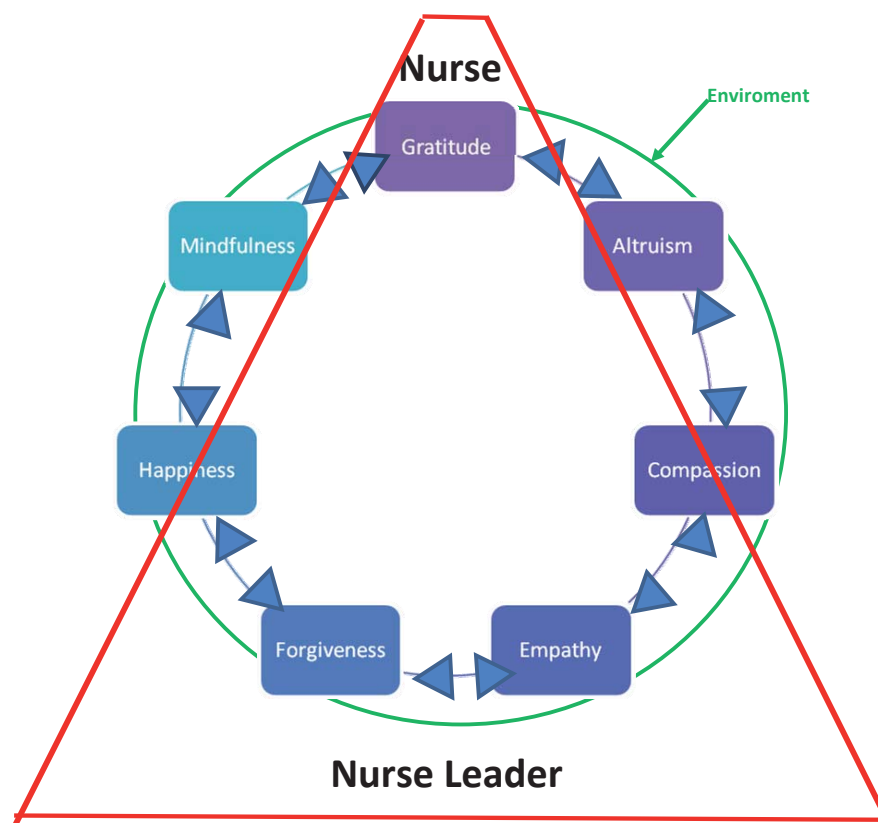 Nurse
Enviroment
Gratitude
Mindfulness
Altruism
Happiness
Compassion
Forgiveness
Empathy
Nurse Leader